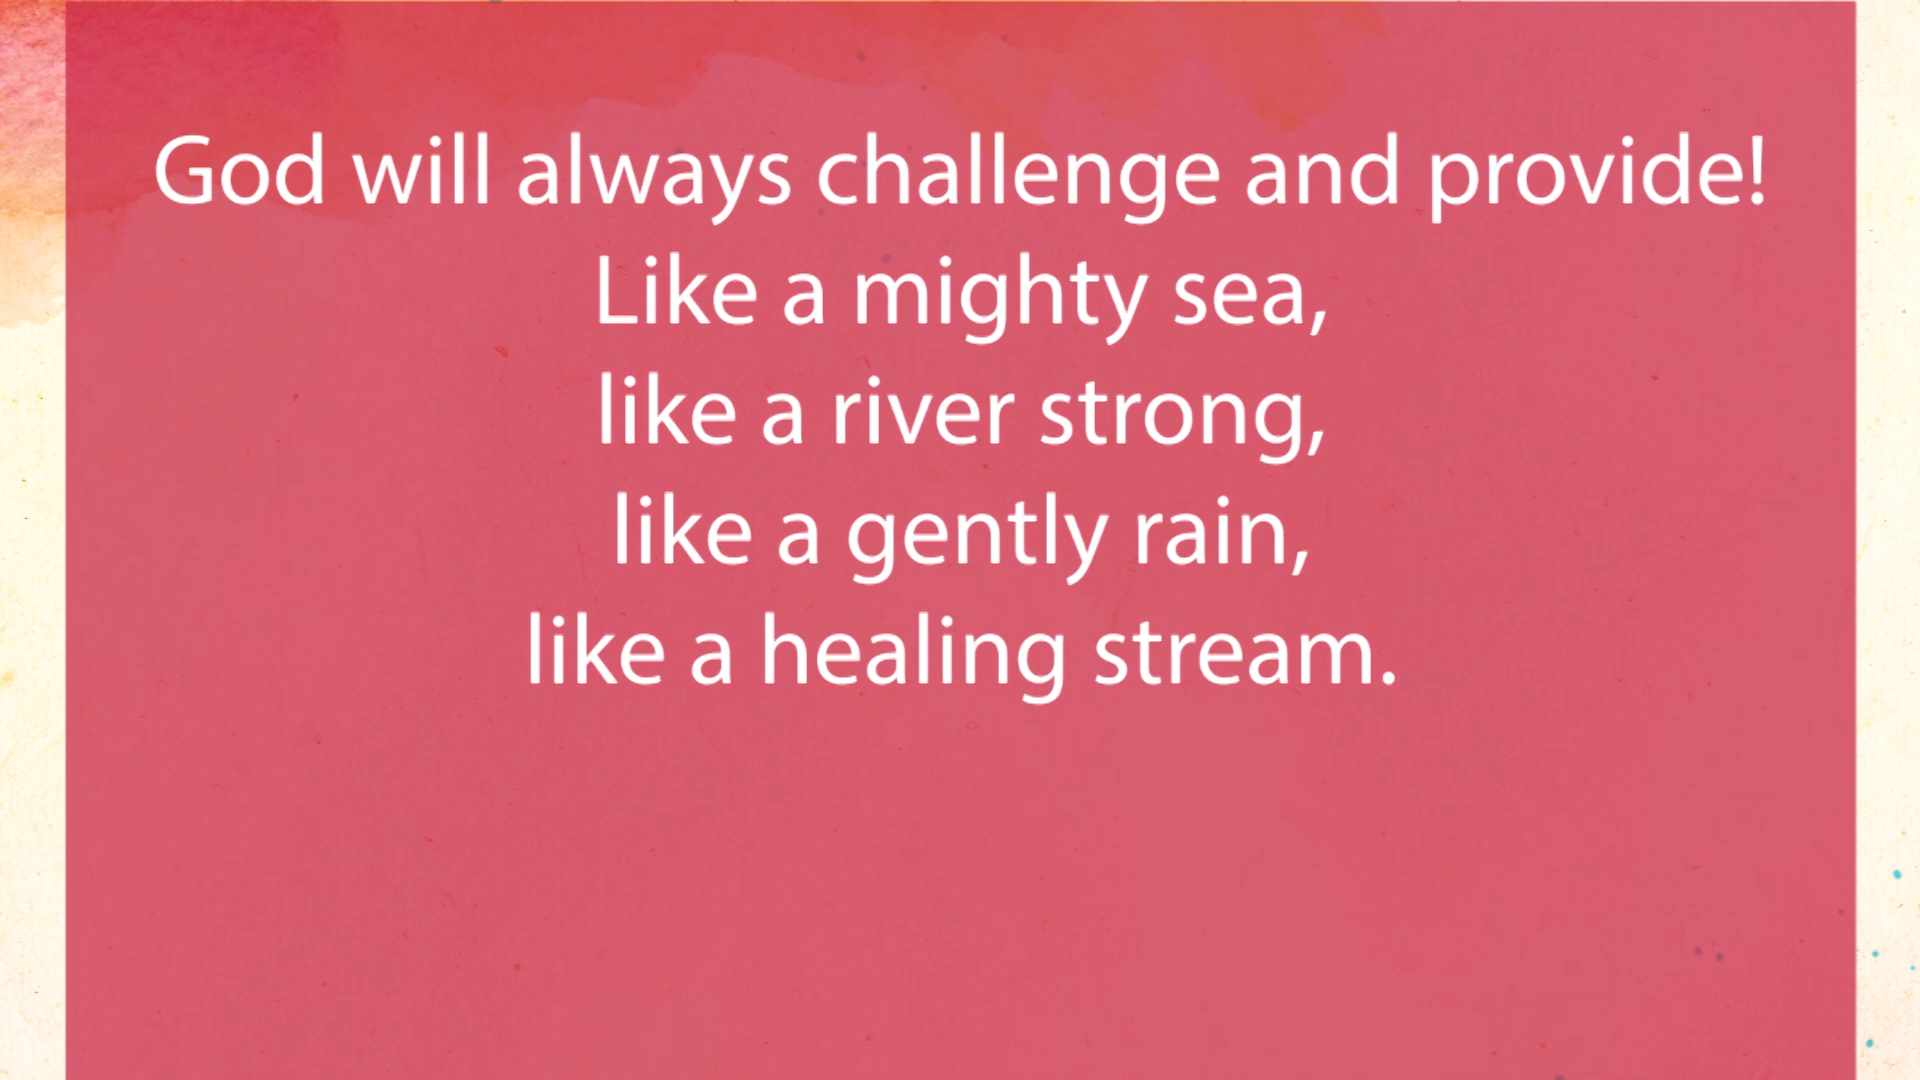 God will always challenge and provide!
Like a mighty sea,
like a river strong,
like a gently rain,
like a healing stream.